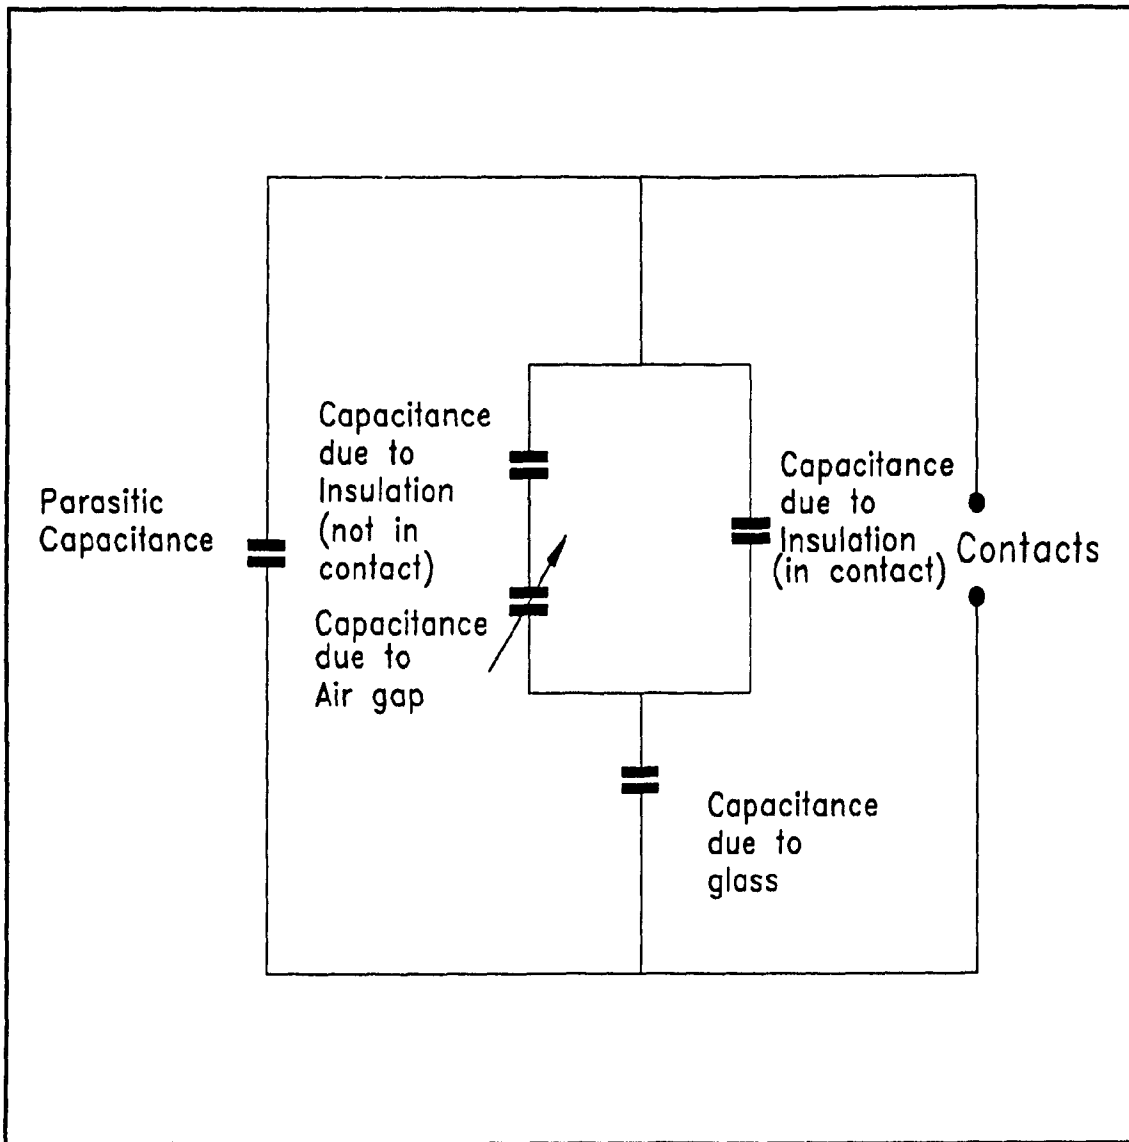 Capacitance
due to
Insulation
(not in
contact)
Parasitic
Capacitance
Capacitance
due to
Insulation
(in contact)
Contacts
Capacitance
due to
Air gap
Capacitance
due to
glass